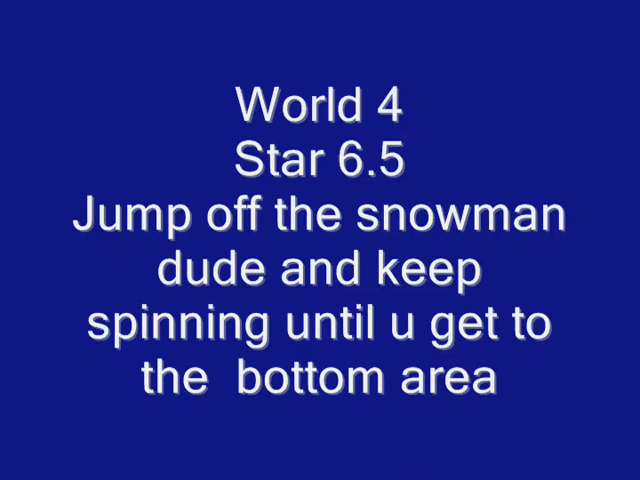 World 4
Star 6.5
Jump off the snowman
dude and keep
spinning until u get to
the  bottom area